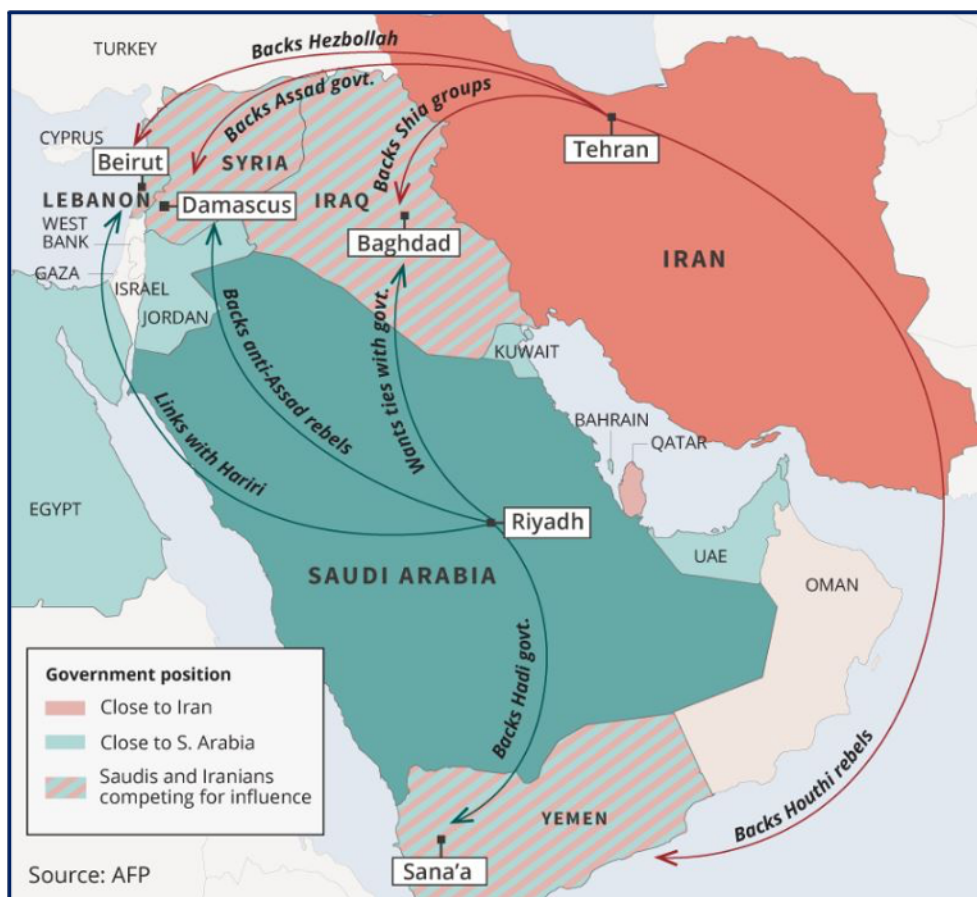 TURKEY
Backs Hezbollah
Backs Assad govt.
Backs Shia groups
CYPRUS
Beirut
SYRIA
Tehran
LEBANON
Damascus
IRAQ
WEST
BANK
Baghdad
IRAN
GAZA
ISRAEL
JORDAN
KUWAIT
Backs anti-Assad rebels
Wants ties with govt.
Links with Hariri
BAHRAIN
QATAR
EGYPT
Riyadh
UAE
SAUDI ARABIA
OMAN
Backs Hadi govt.
Government position
Close to Iran
Close to S. Arabia
Saudis and Iranians
competing for influence
YEMEN
Backs Houthi rebels
Sana'a
Source: AFP